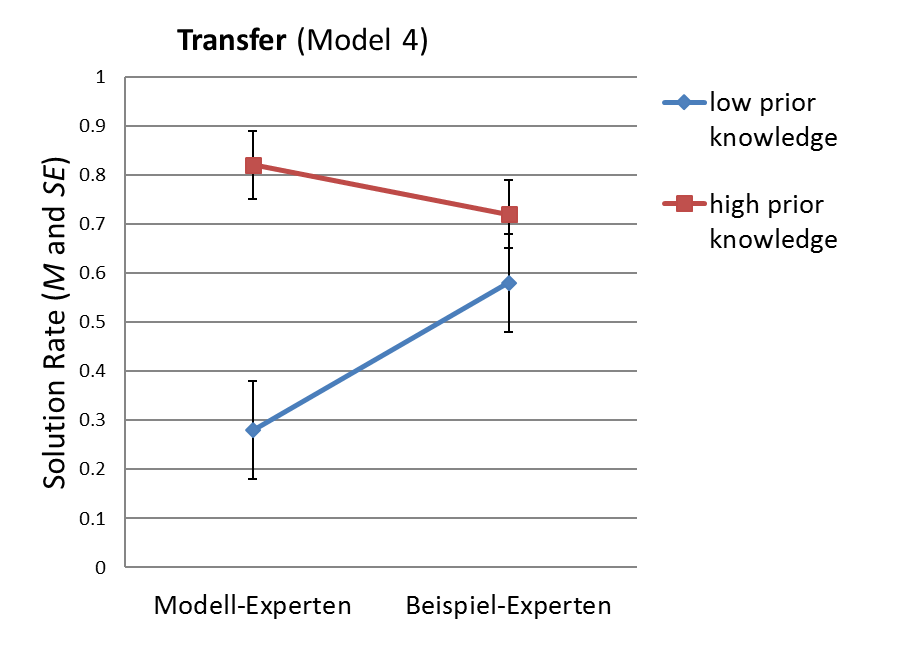 Transfer (Model 4)
1
0.9
0.8
0.7
0.6
0.5
0.4
0.3
0.2
0.1
0
Solution Rate (M and SE)
Modell-Experten
Beispiel-Experten
low prior
knowledge
high prior
knowledge